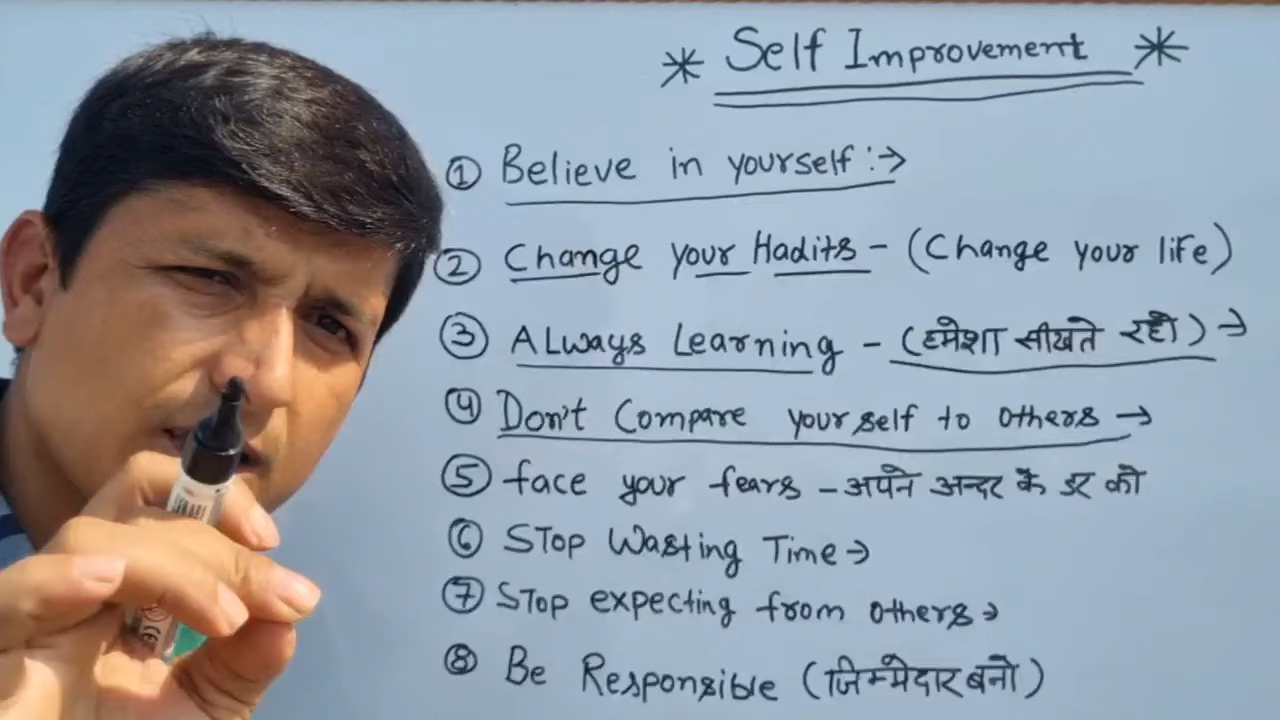 * Self Improvement *
① Believe in yourself :→
② Change your Hadits - (Change your life)
③ ALways Learning - (हमेशा सीखते रहो) →
④ Don't Compare yourself to others →
⑤ face your fears - अपने अन्दर के डर को
⑥ STop Wasting Time →
⑦ STop expecting from others →
⑧ Be Responsible (जिम्मेदार बनो)
CE